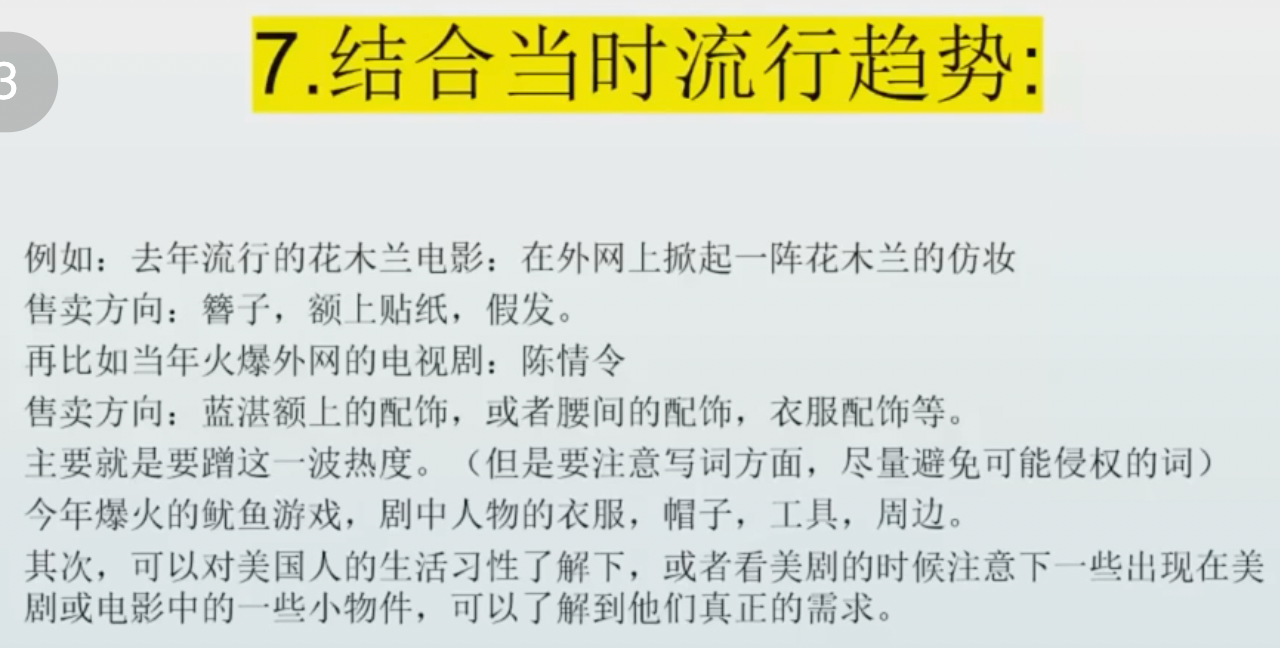 3
7.结合当时流行趋势:
例如：去年流行的花木兰电影：在外网上掀起一阵花木兰的仿妆
售卖方向：簪子，额上贴纸，假发。
再比如当年火爆外网的电视剧：陈情令
售卖方向：蓝湛额上的配饰，或者腰间的配饰，衣服配饰等。
主要就是要蹭这一波热度。（但是要注意写词方面，尽量避免可能侵权的词）
今年爆火的鱿鱼游戏，剧中人物的衣服，帽子，工具，周边。
其次，可以对美国人的生活习性了解下，或者看美剧的时候注意下一些出现在美
剧或电影中的一些小物件，可以了解到他们真正的需求。